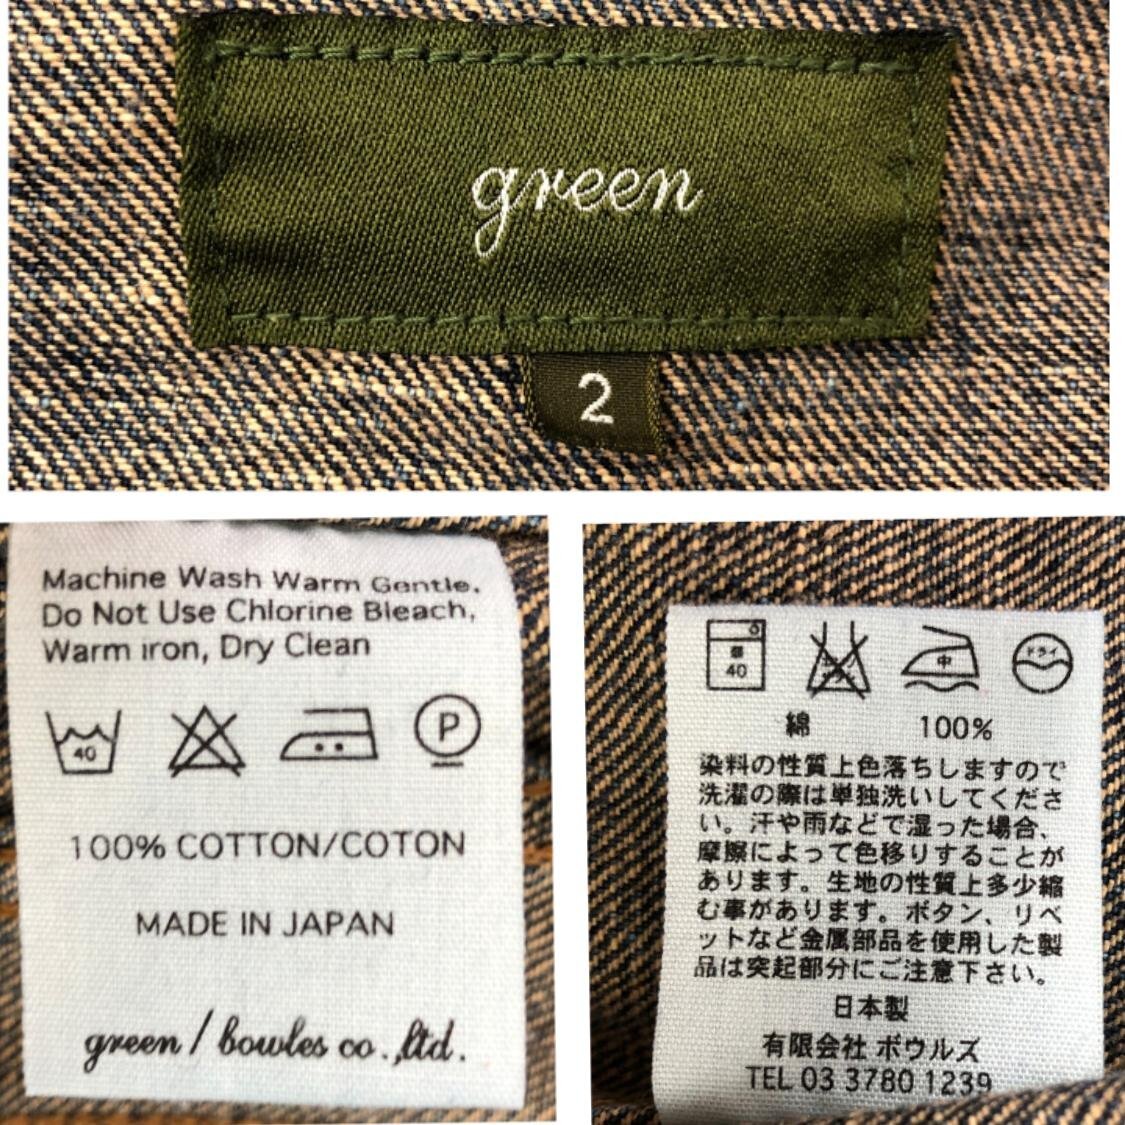 green
2
Machine Wash Warm Gentle.
Do Not Use Chlorine Bleach,
Warm iron, Dry Clean
40
P
100% COTTON/COTON
MADE IN JAPAN
green / bowles co.,ltd.
40 中 ドライ
綿 100%
染料の性質上色落ちしますので
洗濯の際は単独洗いしてくださ
い。汗や雨などで湿った場合、
摩擦によって色移りすることが
あります。生地の性質上多少縮
む事があります。ボタン、リベ
ットなど金属部品を使用した製
品は突起部分にご注意下さい。
日本製
有限会社 ボウルズ
TEL 03 3780 1239